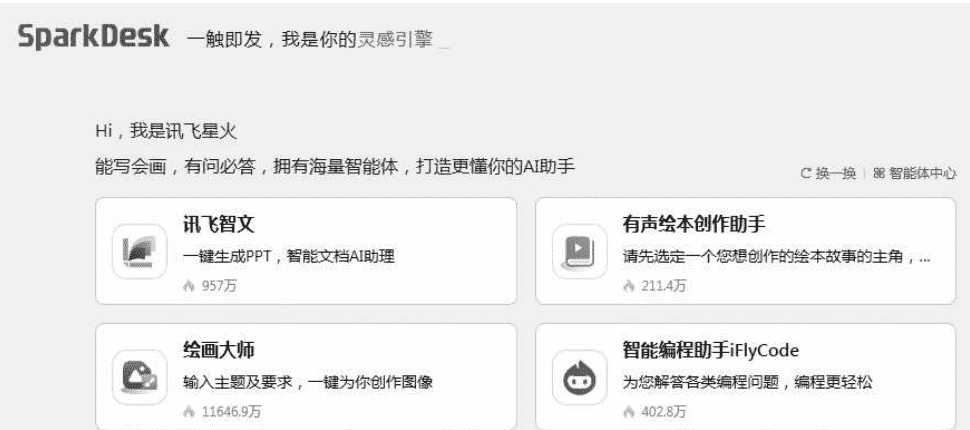 SparkDesk 一触即发，我是你的灵感引擎 _
Hi，我是讯飞星火
能写会画，有问必答，拥有海量智能体，打造更懂你的AI助手
换一换 | 智能体中心
讯飞智文
一键生成PPT，智能文档AI助理
957万
有声绘本创作助手
请先选定一个您想创作的绘本故事的主角，...
211.4万
绘画大师
输入主题及要求，一键为你创作图像
11646.9万
智能编程助手iFlyCode
为您解答各类编程问题，编程更轻松
402.8万